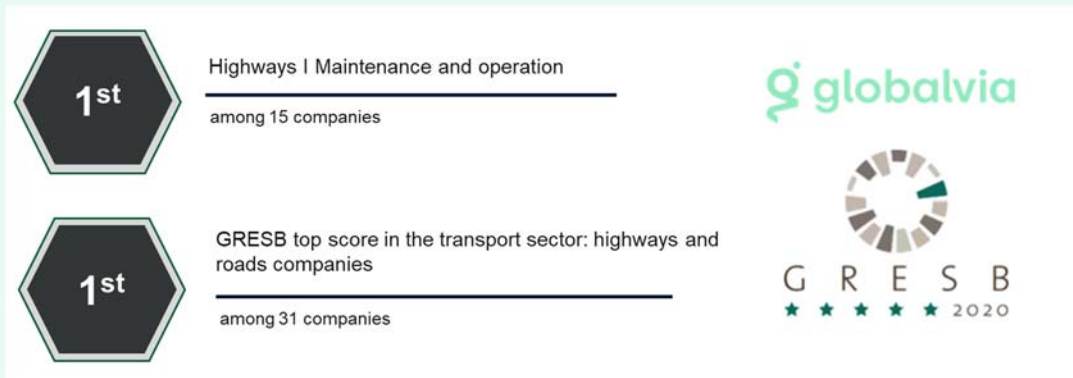 1st
Highways I Maintenance and operation
among 15 companies
1st
GRESB top score in the transport sector: highways and
roads companies
among 31 companies
globalvia
GRESB
★ ★ ★ ★ ★ 2020